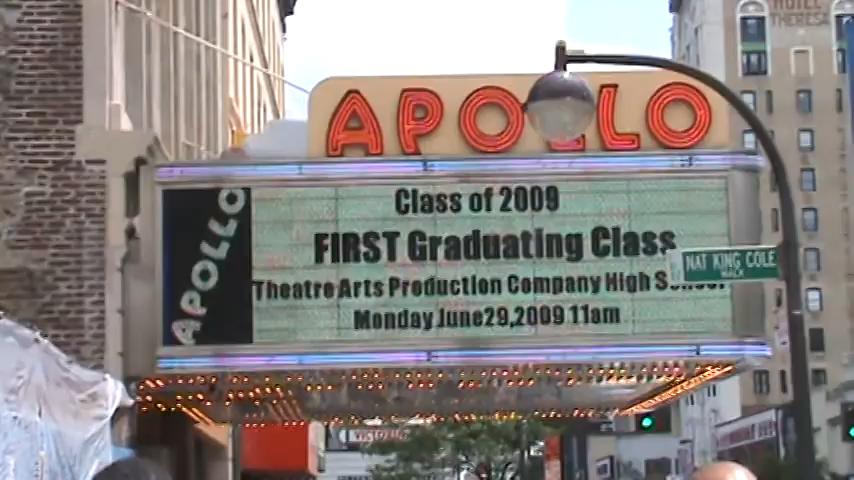 HOTEL
THERESA
APOLLO
APOLLO
Class of 2009
FIRST Graduating Class
Theatre Arts Production Company High
Monday June29,2009 11am
NAT KING COLE
WALK
VICTORIA